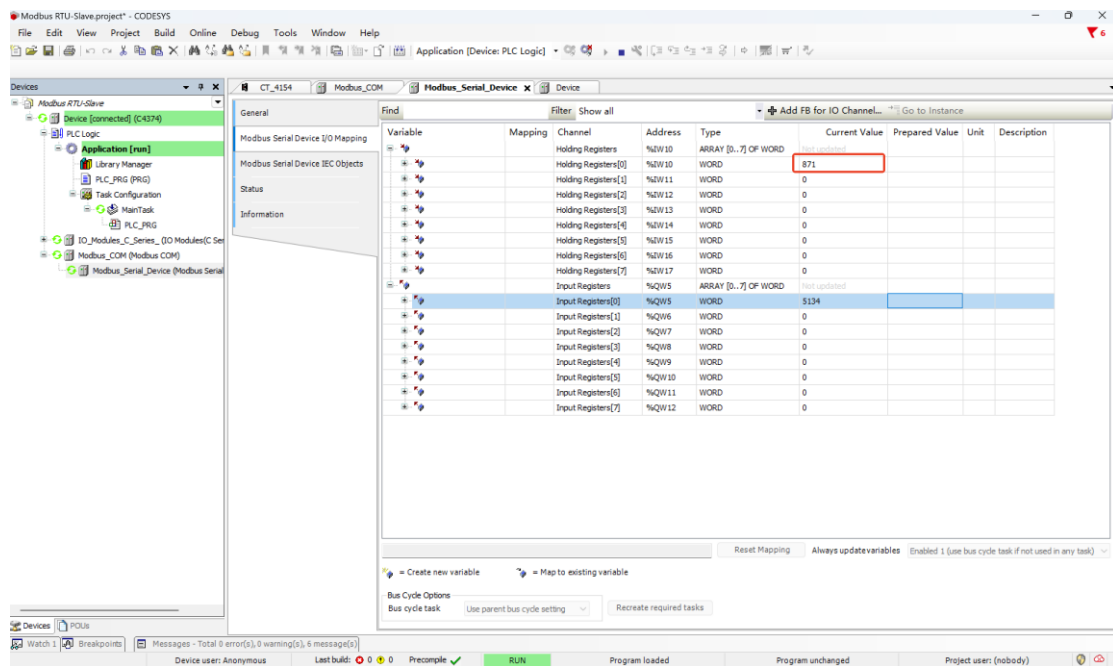 Modbus RTU-Slave.project* - CODESYS
File Edit View Project Build Online Debug Tools Window Help
6
Application [Device: PLC Logic]
Devices
CT_4154 Modbus_COM Modbus_Serial_Device Device
Modbus RTU-Slave
Device [connected] (C4374)
PLC Logic
Application [run]
Library Manager
PLC_PRG (PRG)
Task Configuration
MainTask
PLC_PRG
IO_Modules_C_Series_ (IO Modules(C Ser
Modbus_COM (Modbus COM)
Modbus_Serial_Device (Modbus Serial
General
Modbus Serial Device I/O Mapping
Modbus Serial Device IEC Objects
Status
Information
Find Filter Show all Add FB for IO Channel... Go to Instance
Variable Mapping Channel Address Type Current Value Prepared Value Unit Description
Holding Registers %IW10 ARRAY [0..7] OF WORD Not updated
Holding Registers[0] %IW10 WORD 871
Holding Registers[1] %IW11 WORD 0
Holding Registers[2] %IW12 WORD 0
Holding Registers[3] %IW13 WORD 0
Holding Registers[4] %IW14 WORD 0
Holding Registers[5] %IW15 WORD 0
Holding Registers[6] %IW16 WORD 0
Holding Registers[7] %IW17 WORD 0
Input Registers %QW5 ARRAY [0..7] OF WORD Not updated
Input Registers[0] %QW5 WORD 5134
Input Registers[1] %QW6 WORD 0
Input Registers[2] %QW7 WORD 0
Input Registers[3] %QW8 WORD 0
Input Registers[4] %QW9 WORD 0
Input Registers[5] %QW10 WORD 0
Input Registers[6] %QW11 WORD 0
Input Registers[7] %QW12 WORD 0
Reset Mapping Always update variables Enabled 1 (use bus cycle task if not used in any task)
= Create new variable = Map to existing variable
Bus Cycle Options
Bus cycle task Use parent bus cycle setting Recreate required tasks
Devices POUs
Watch 1 Breakpoints Messages - Total 0 error(s), 0 warning(s), 6 message(s)
Device user: Anonymous Last build: 0 0 Precompile RUN Program loaded Program unchanged Project user (nobody)